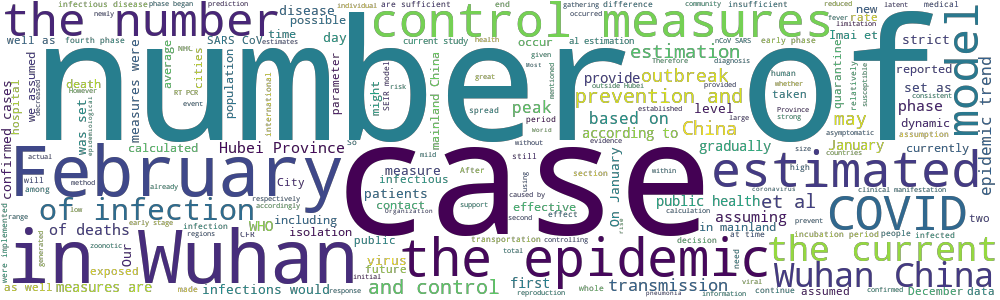 the number
control measures
February
number of
case
model
in Wuhan
the epidemic
estimated
COVID
Wuhan China
the current
of infection
and control
prevention and
outbreak
estimation
transmission
epidemic trend
confirmed cases
Hubei Province
public health
et al
China
January
may
phase
strict
based on
according to
gradually
peak
provide
level
taken
Imai et
new
rate
disease
possible
day
time
SARS CoV
well as
population
parameter
cities
average
measures were
we assumed
death
hospital
was set
calculated
might
occur
of deaths
WHO
including
isolation
measure
infectious
patients
contact
effective
public
virus
future
first
City
Our
exposed
as well
measures are
infections would
assuming
in mainland
mainland China
On January
set as
reported
dynamic
currently
quarantine
two
December
data
assumed
infectious disease
phase began
newly
prediction
fourth phase
estimates
NHL
RT PCR
event
international
However
epidemiological
decreased
SEIR model
risk
spread
current study
al estimation
health
are sufficient
end
gathering
occurred
difference
early phase
Therefore
diagnosis
outside Hubei
Most
given
mentioned
great
period
World
established
provided
human
whether
nCoV SARS
community
insufficient
reduced
factor
latent
medical
limitation
relatively
susceptible
Province
strong
large
consistent
assumption
asymptomatic
countries
size
high
evidence
without
within
section
using
still
mild
After
caused by
second
effect
support
organization
respectively
accordingly
actual
will
among
method
already
low
range
early stage
CFR
infection
regions
zoonotic
generated
were implemented
made
initial
response
transportation
controlling
total
reproduction
whole
pneumonia
decision
need
calculation
prevent
at no
information
viral
continue
confirmed
coronavirus
clinical manifestation
incubation period
people
infected
So